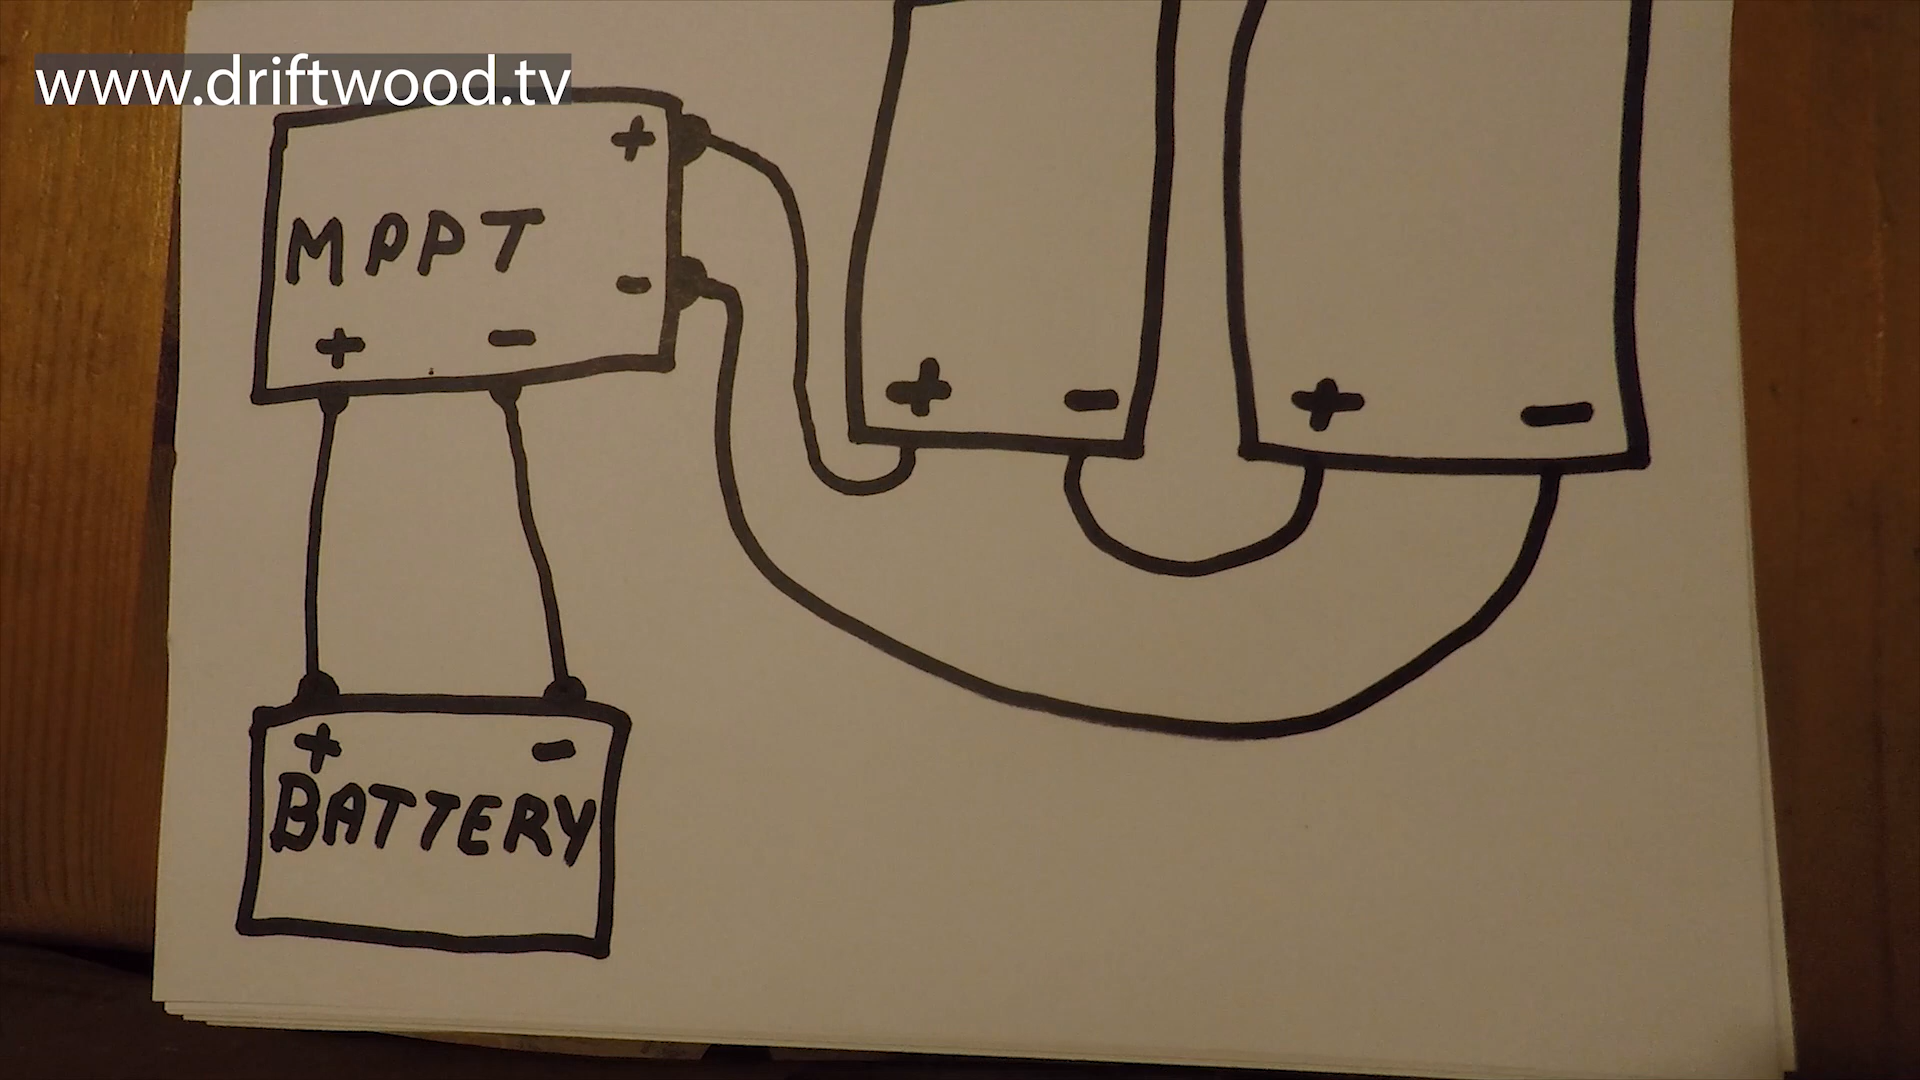 www.driftwood.tv
+
MPPT
-
+ -
+ -
+ -
+ -
BATTERY